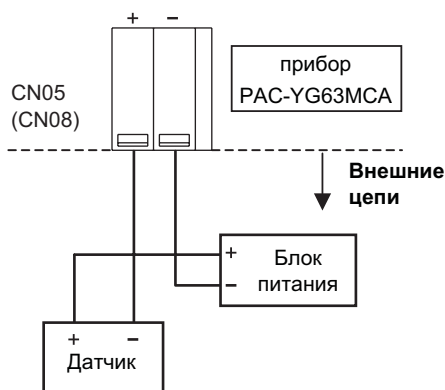 + −
прибор
PAC-YG63MCA
CN05
(CN08)
Внешние
цепи
+
Блок
питания
−
+ −
Датчик